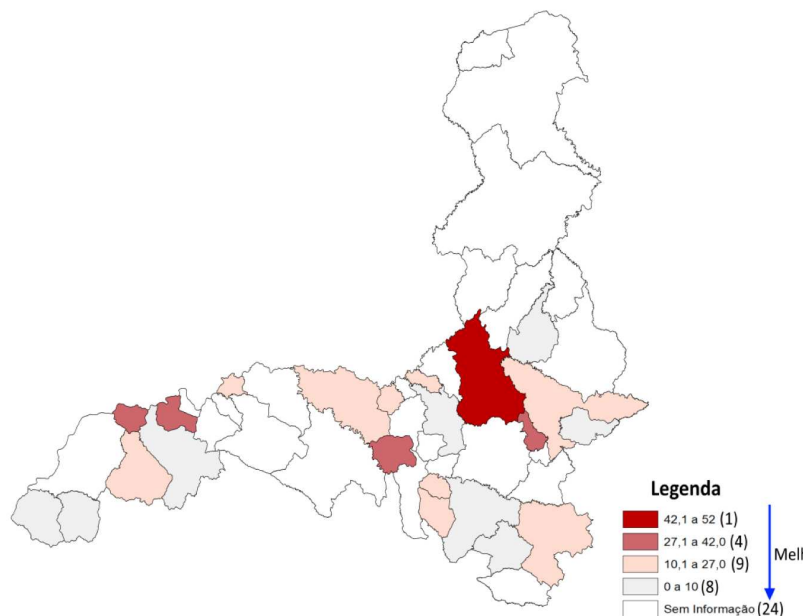 Legenda
42,1 a 52 (1)
27,1 a 42,0 (4)
10,1 a 27,0 (9)
0 a 10 (8)
Sem Informação (24)
Melh